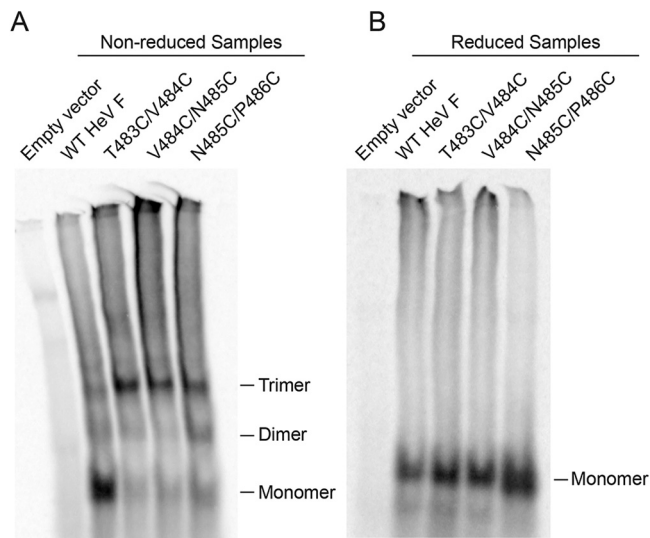 A
Non-reduced Samples
Empty vector
WT HeV F
T483C/V484C
V484C/N485C
N485C/P486C
Trimer
Dimer
Monomer
B
Reduced Samples
Empty vector
WT HeV F
T483C/V484C
V484C/N485C
N485C/P486C
Monomer